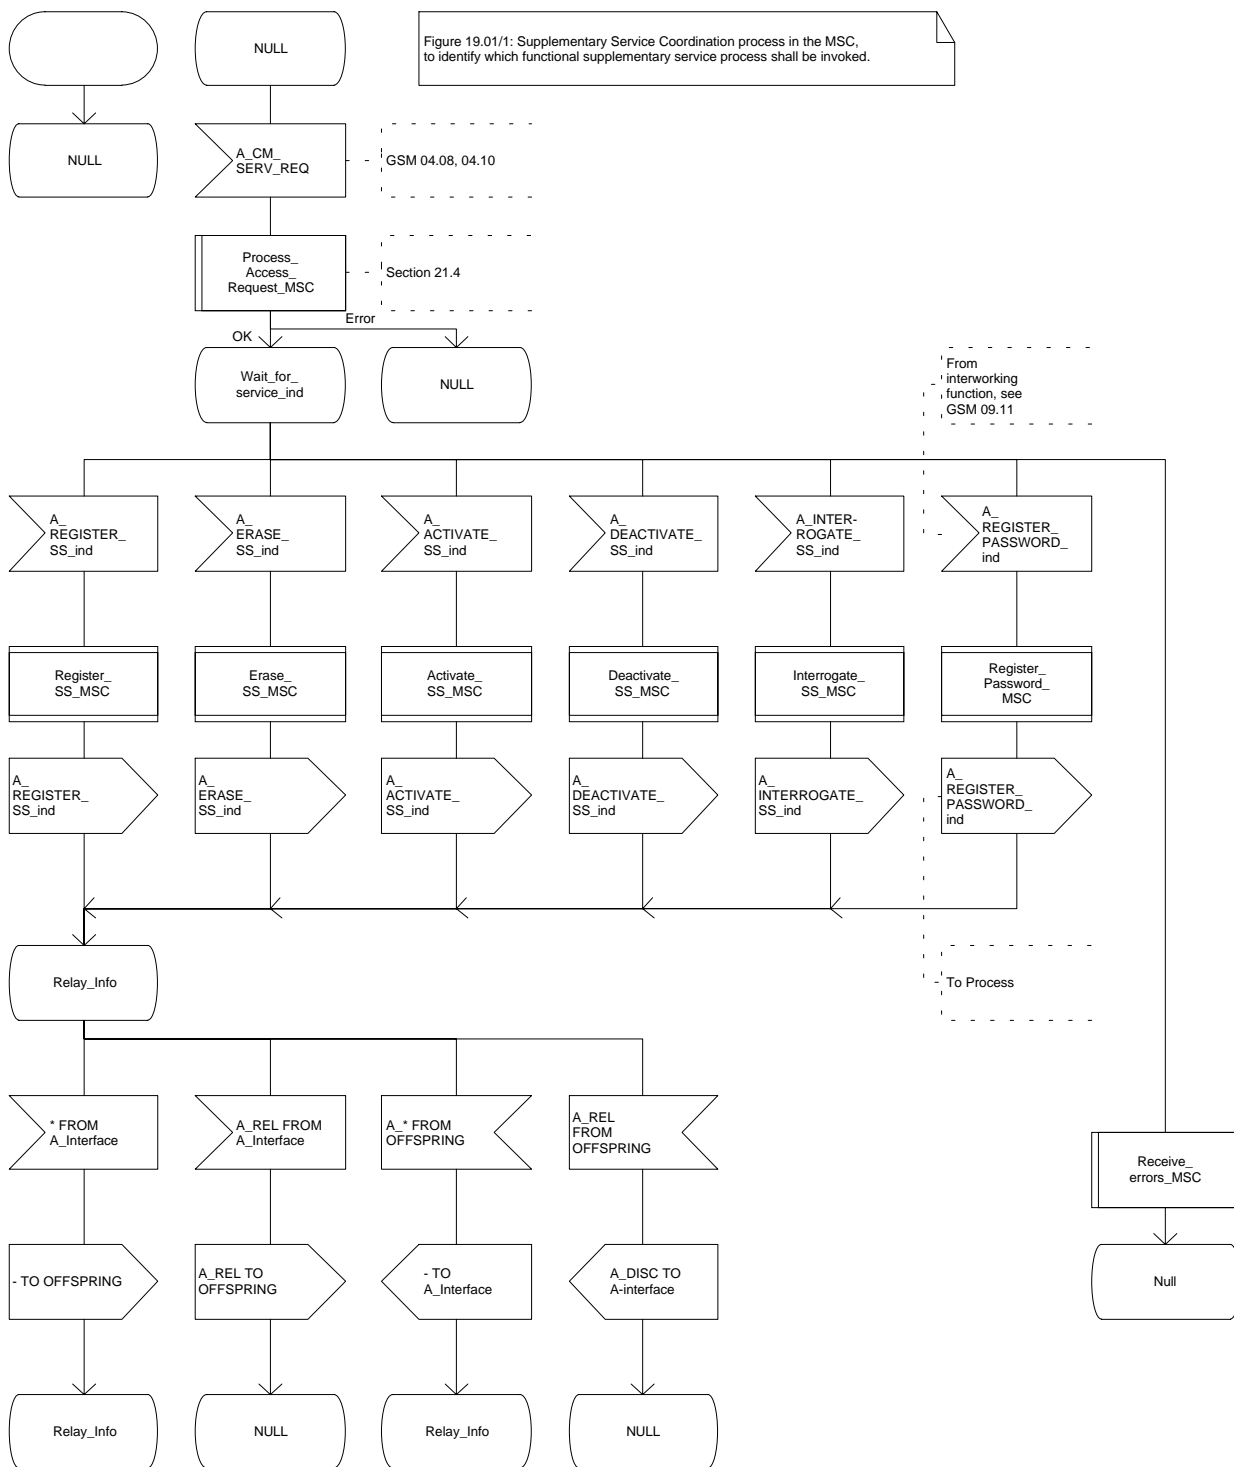 NULL
Figure 19.01/1: Supplementary Service Coordination process in the MSC,
to identify which functional supplementary service process shall be invoked.
NULL
A_CM_
SERV_REQ
GSM 04.08, 04.10
Process_
Access_
Request_MSC
Section 21.4
Error
OK
Wait_for_
service_ind
NULL
From
interworking
function, see
GSM 09.11
A_
REGISTER_
SS_ind
A_
ERASE_
SS_ind
A_
ACTIVATE_
SS_ind
A_
DEACTIVATE_
SS_ind
A_INTER-
ROGATE_
SS_ind
A_
REGISTER_
PASSWORD_
ind
Register_
SS_MSC
Erase_
SS_MSC
Activate_
SS_MSC
Deactivate_
SS_MSC
Interrogate_
SS_MSC
Register_
Password_
MSC
A_
REGISTER_
SS_ind
A_
ERASE_
SS_ind
A_
ACTIVATE_
SS_ind
A_
DEACTIVATE_
SS_ind
A_
INTERROGATE_
SS_ind
A_
REGISTER_
PASSWORD_
ind
Relay_Info
To Process
* FROM
A_Interface
A_REL FROM
A_Interface
A_* FROM
OFFSPRING
A_REL
FROM
OFFSPRING
Receive_
errors_MSC
- TO OFFSPRING
A_REL TO
OFFSPRING
- TO
A_Interface
A_DISC TO
A-interface
Null
Relay_Info
NULL
Relay_Info
NULL